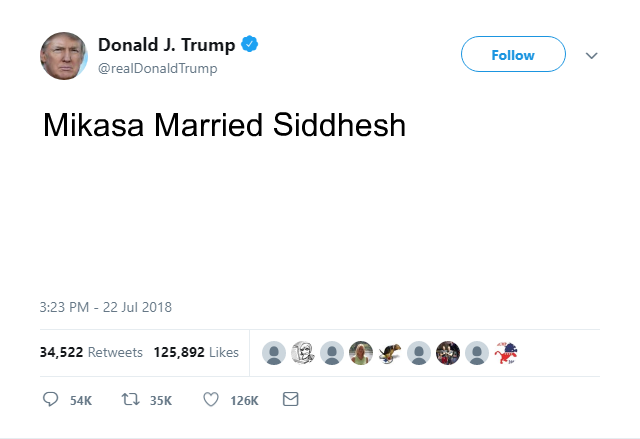 Donald J. Trump
@realDonaldTrump
Follow
Mikasa Married Siddhesh
3:23 PM - 22 Jul 2018
34,522 Retweets 125,892 Likes
54K 35K 126K